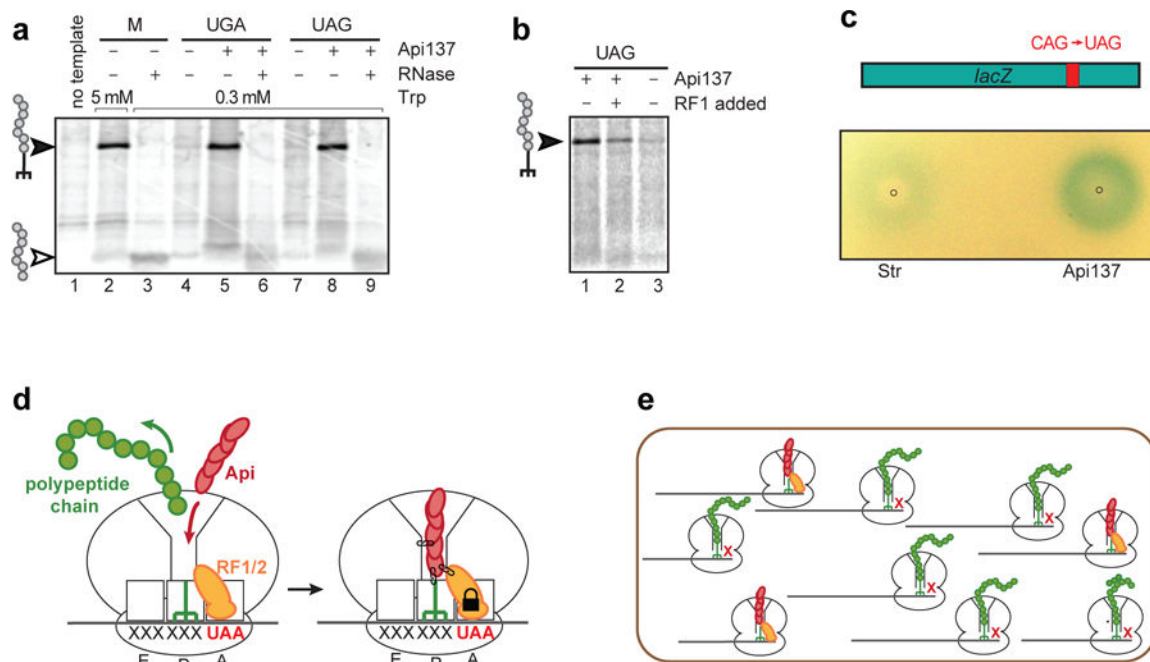 a
M UGA UAG
no template
– – – + + – + + Api137
– + – – + – – + RNase
5 mM 0.3 mM Trp
1 2 3 4 5 6 7 8 9
b
UAG
+ + – Api137
– + – RF1 added
1 2 3
c
CAG→UAG
lacZ
Str Api137
d
polypeptide
chain
Api
RF1/2
XXX XXX UAA
XXX XXX UAA
E P A
E P A
e
X
X
X
X
X
X